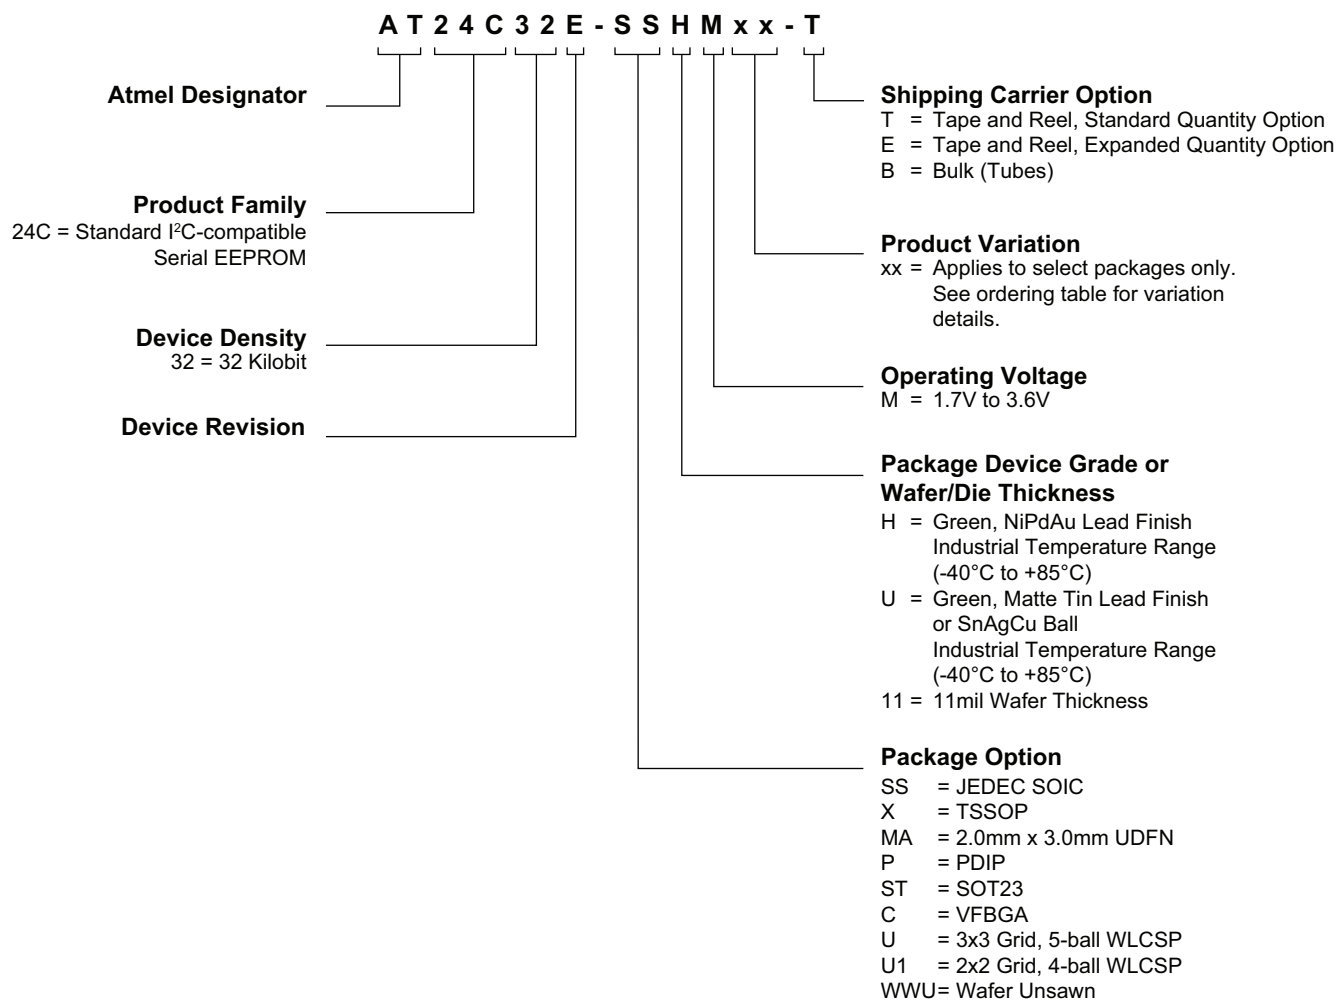 AT24C32E-SSHMxx-T
Atmel Designator
Product Family
24C = Standard I²C-compatible
Serial EEPROM
Device Density
32 = 32 Kilobit
Device Revision
Shipping Carrier Option
T = Tape and Reel, Standard Quantity Option
E = Tape and Reel, Expanded Quantity Option
B = Bulk (Tubes)
Product Variation
xx = Applies to select packages only.
See ordering table for variation
details.
Operating Voltage
M = 1.7V to 3.6V
Package Device Grade or
Wafer/Die Thickness
H = Green, NiPdAu Lead Finish
Industrial Temperature Range
(-40°C to +85°C)
U = Green, Matte Tin Lead Finish
or SnAgCu Ball
Industrial Temperature Range
(-40°C to +85°C)
11 = 11mil Wafer Thickness
Package Option
SS = JEDEC SOIC
X = TSSOP
MA = 2.0mm x 3.0mm UDFN
P = PDIP
ST = SOT23
C = VFBGA
U = 3x3 Grid, 5-ball WLCSP
U1 = 2x2 Grid, 4-ball WLCSP
WWU= Wafer Unsawn